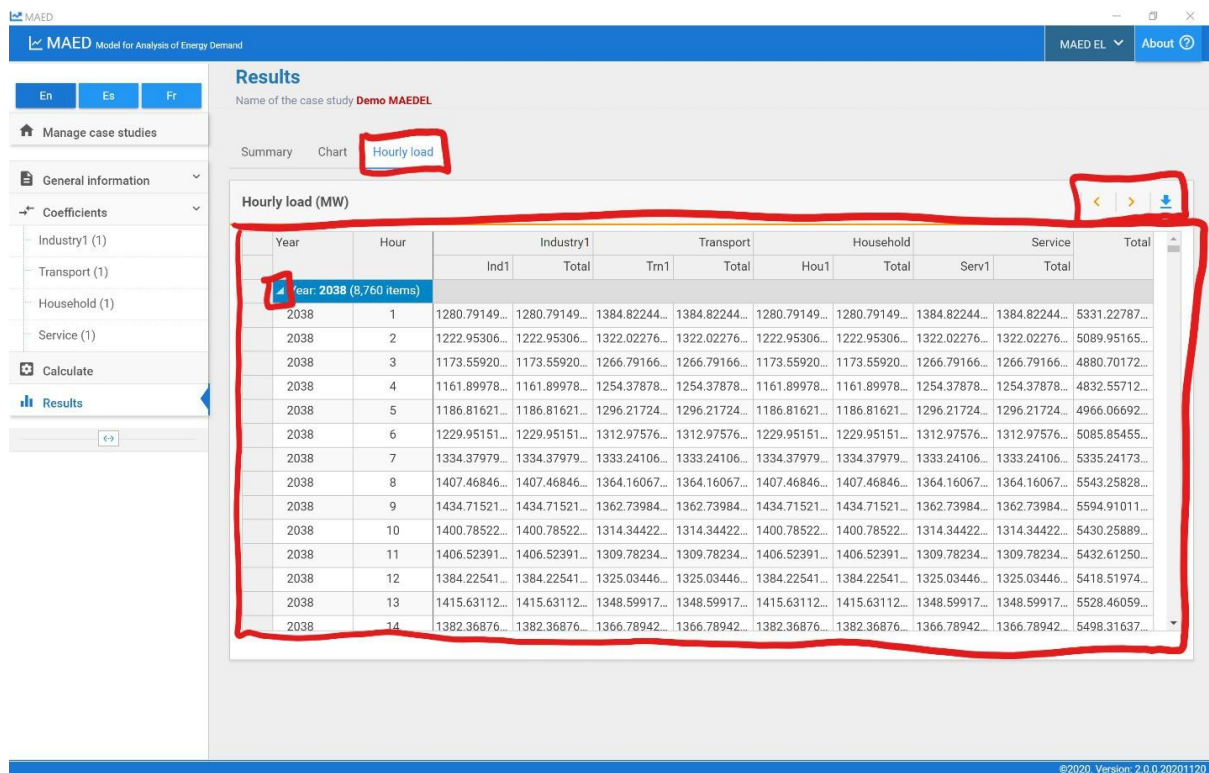 MAED
MAED Model for Analysis of Energy Demand
MAED EL
About
En Es Fr
Manage case studies
General information
Coefficients
Industry1 (1)
Transport (1)
Household (1)
Service (1)
Calculate
Results
Results
Name of the case study Demo MAEDEL
Summary Chart Hourly load
Hourly load (MW)
Year Hour Industry1 Transport Household Service Total
Ind1 Total Trn1 Total Hou1 Total Serv1 Total
Year: 2038 (8,760 items)
2038 1 1280.79149... 1280.79149... 1384.82244... 1384.82244... 1280.79149... 1280.79149... 1384.82244... 1384.82244... 5331.22787...
2038 2 1222.95306... 1222.95306... 1322.02276... 1322.02276... 1222.95306... 1222.95306... 1322.02276... 1322.02276... 5089.95165...
2038 3 1173.55920... 1173.55920... 1266.79166... 1266.79166... 1173.55920... 1173.55920... 1266.79166... 1266.79166... 4880.70172...
2038 4 1161.89978... 1161.89978... 1254.37878... 1254.37878... 1161.89978... 1161.89978... 1254.37878... 1254.37878... 4832.55712...
2038 5 1186.81621... 1186.81621... 1296.21724... 1296.21724... 1186.81621... 1186.81621... 1296.21724... 1296.21724... 4966.06692...
2038 6 1229.95151... 1229.95151... 1312.97576... 1312.97576... 1229.95151... 1229.95151... 1312.97576... 1312.97576... 5085.85455...
2038 7 1334.37979... 1334.37979... 1333.24106... 1333.24106... 1334.37979... 1334.37979... 1333.24106... 1333.24106... 5335.24173...
2038 8 1407.46846... 1407.46846... 1364.16067... 1364.16067... 1407.46846... 1407.46846... 1364.16067... 1364.16067... 5543.25828...
2038 9 1434.71521... 1434.71521... 1362.73984... 1362.73984... 1434.71521... 1434.71521... 1362.73984... 1362.73984... 5594.91011...
2038 10 1400.78522... 1400.78522... 1314.34422... 1314.34422... 1400.78522... 1400.78522... 1314.34422... 1314.34422... 5430.25889...
2038 11 1406.52391... 1406.52391... 1309.78234... 1309.78234... 1406.52391... 1406.52391... 1309.78234... 1309.78234... 5432.61250...
2038 12 1384.22541... 1384.22541... 1325.03446... 1325.03446... 1384.22541... 1384.22541... 1325.03446... 1325.03446... 5418.51974...
2038 13 1415.63112... 1415.63112... 1348.59917... 1348.59917... 1415.63112... 1415.63112... 1348.59917... 1348.59917... 5528.46059...
2038 14 1382.36876... 1382.36876... 1366.78942... 1366.78942... 1382.36876... 1382.36876... 1366.78942... 1366.78942... 5498.31637...
©2020. Version: 2.0.0.20201120